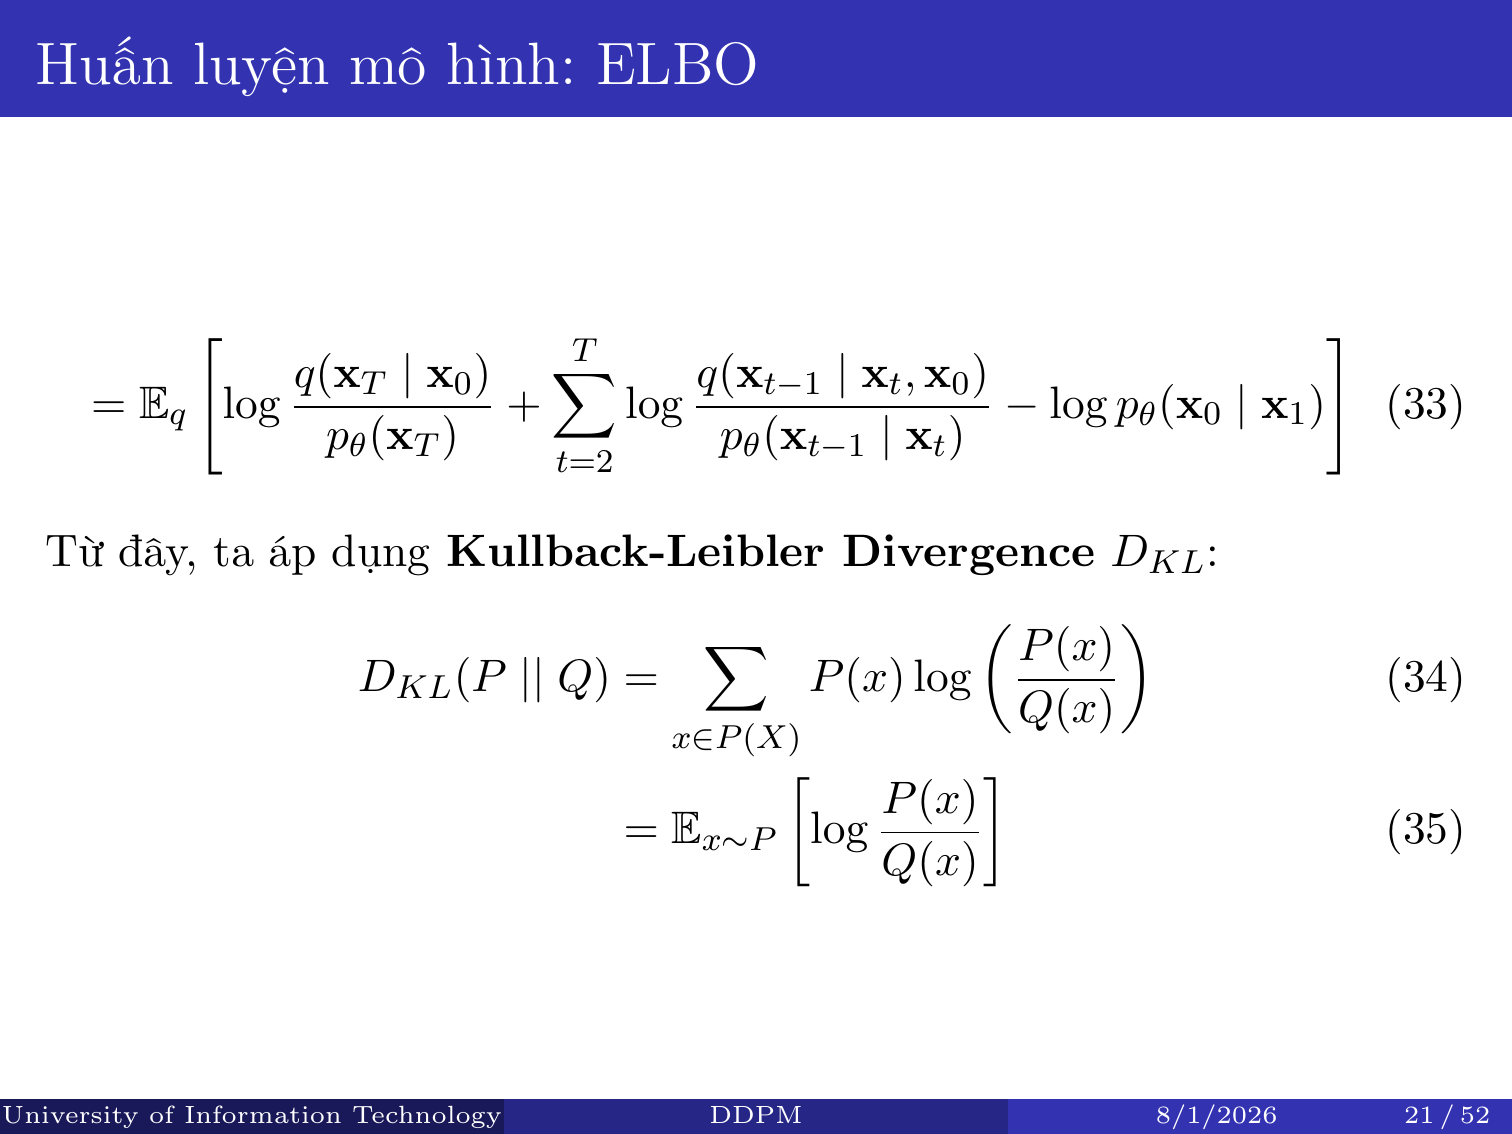 Huấn luyện mô hình: ELBO
= 𝔼_q [ log q(𝐱_T | 𝐱_0) / p_θ(𝐱_T) + ∑_{t=2}^{T} log q(𝐱_{t−1} | 𝐱_t, 𝐱_0) / p_θ(𝐱_{t−1} | 𝐱_t) − log p_θ(𝐱_0 | 𝐱_1) ] (33)
Từ đây, ta áp dụng Kullback-Leibler Divergence D_{KL}:
D_{KL}(P || Q) = ∑_{x∈P(X)} P(x) log ( P(x) / Q(x) ) (34)
= 𝔼_{x∼P} [ log P(x) / Q(x) ] (35)
University of Information Technology DDPM 8/1/2026 21 / 52